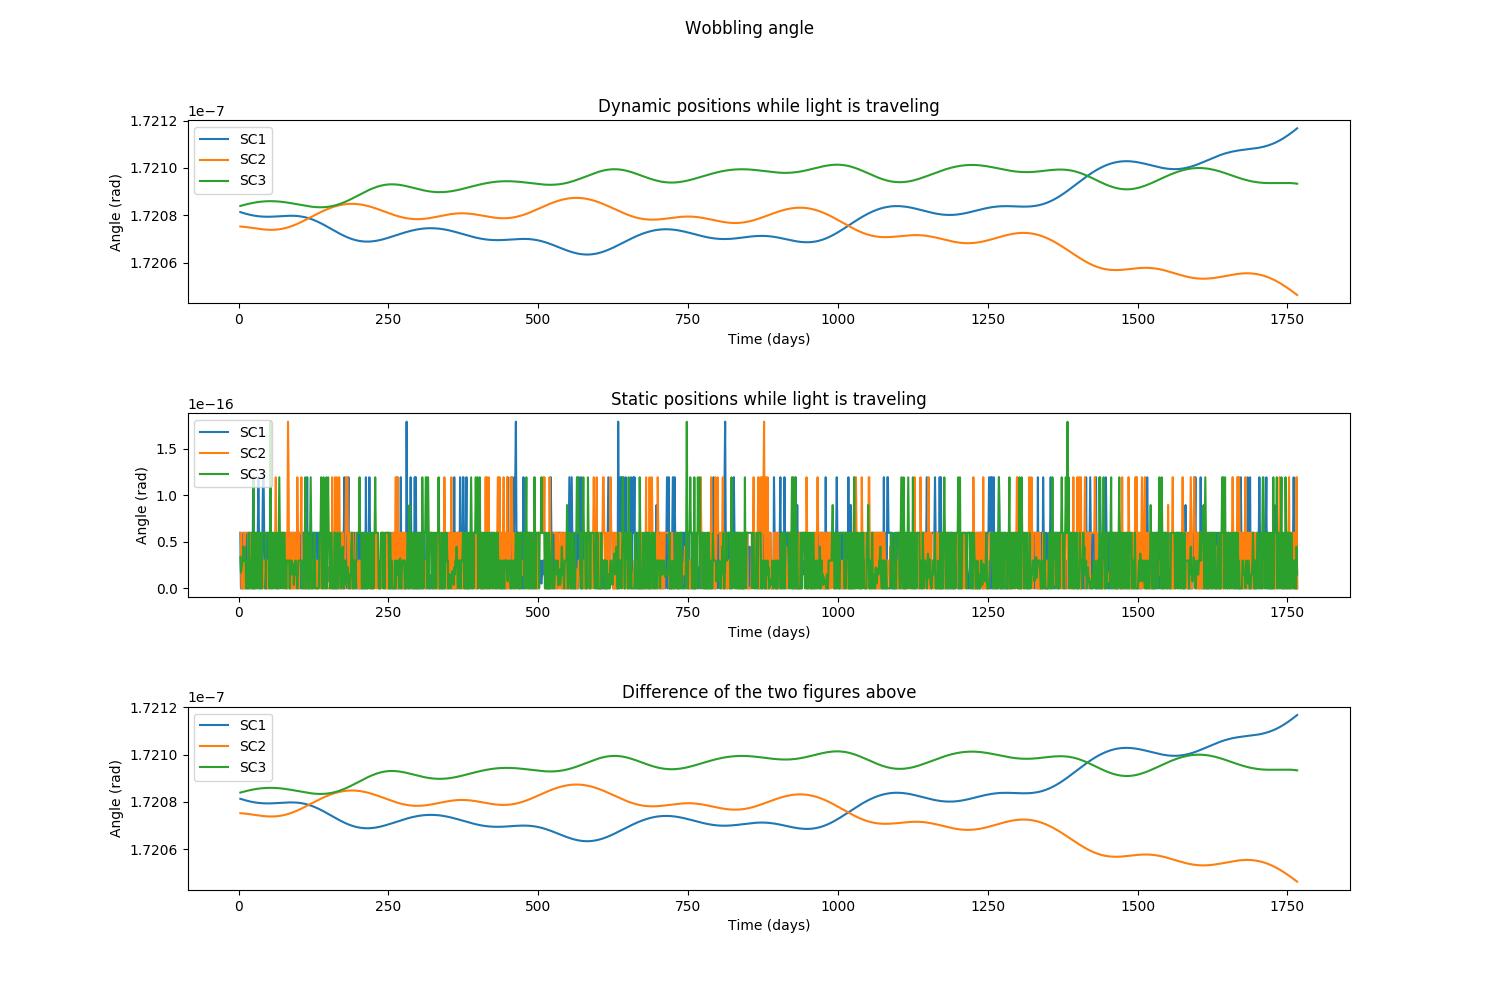 Wobbling angle
Dynamic positions while light is traveling
1e−7
1.7212
1.7210
1.7208
1.7206
Angle (rad)
SC1
SC2
SC3
0 250 500 750 1000 1250 1500 1750
Time (days)
Static positions while light is traveling
1e−16
1.5
1.0
0.5
0.0
Angle (rad)
SC1
SC2
SC3
0 250 500 750 1000 1250 1500 1750
Time (days)
Difference of the two figures above
1e−7
1.7212
1.7210
1.7208
1.7206
Angle (rad)
SC1
SC2
SC3
0 250 500 750 1000 1250 1500 1750
Time (days)